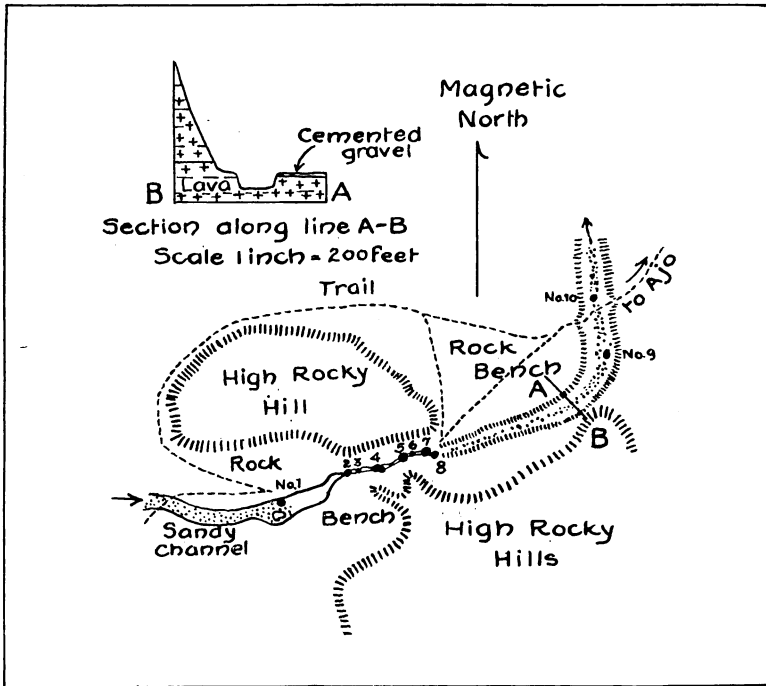 Magnetic
North
Cemented
gravel
Lava
B
A
Section along line A-B
Scale 1 inch = 200 feet
Trail
No.10
To Ajo
Rock
Bench
No.9
High Rocky
Hill
A
B
Rock
No.1
2 3 4 5 6 7
8
Bench
Sandy
channel
High Rocky
Hills